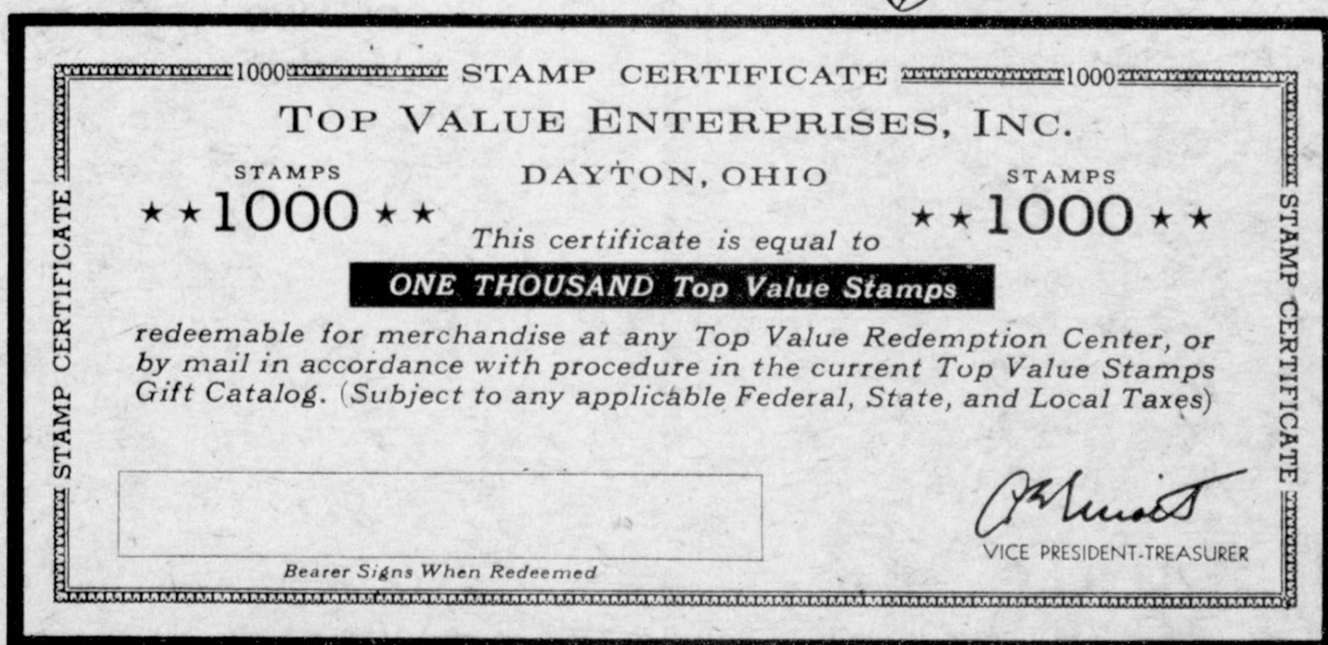 1000 STAMP CERTIFICATE 1000
TOP VALUE ENTERPRISES, INC.
DAYTON, OHIO
STAMPS
★ ★ 1000 ★ ★
STAMPS
★ ★ 1000 ★ ★
This certificate is equal to
ONE THOUSAND Top Value Stamps
redeemable for merchandise at any Top Value Redemption Center, or
by mail in accordance with procedure in the current Top Value Stamps
Gift Catalog. (Subject to any applicable Federal, State, and Local Taxes)
Bearer Signs When Redeemed
VICE PRESIDENT-TREASURER
STAMP CERTIFICATE
STAMP CERTIFICATE